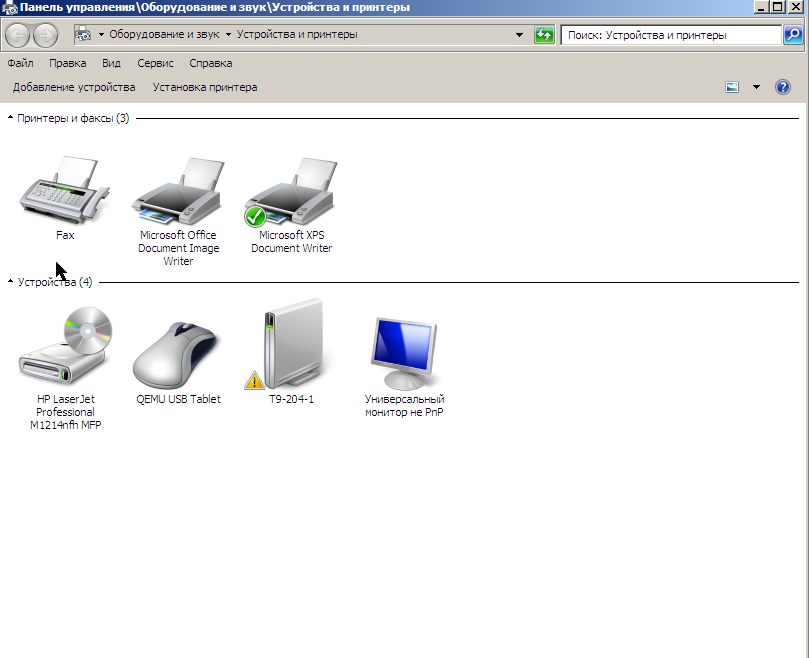 Панель управления\Оборудование и звук\Устройства и принтеры
Оборудование и звук Устройства и принтеры
Поиск: Устройства и принтеры
Файл Правка Вид Сервис Справка
Добавление устройства Установка принтера
Принтеры и факсы (3)
Fax
Microsoft Office
Document Image
Writer
Microsoft XPS
Document Writer
Устройства (4)
HP LaserJet
Professional
M1214nfh MFP
QEMU USB Tablet
T9-204-1
Универсальный
монитор не PnP